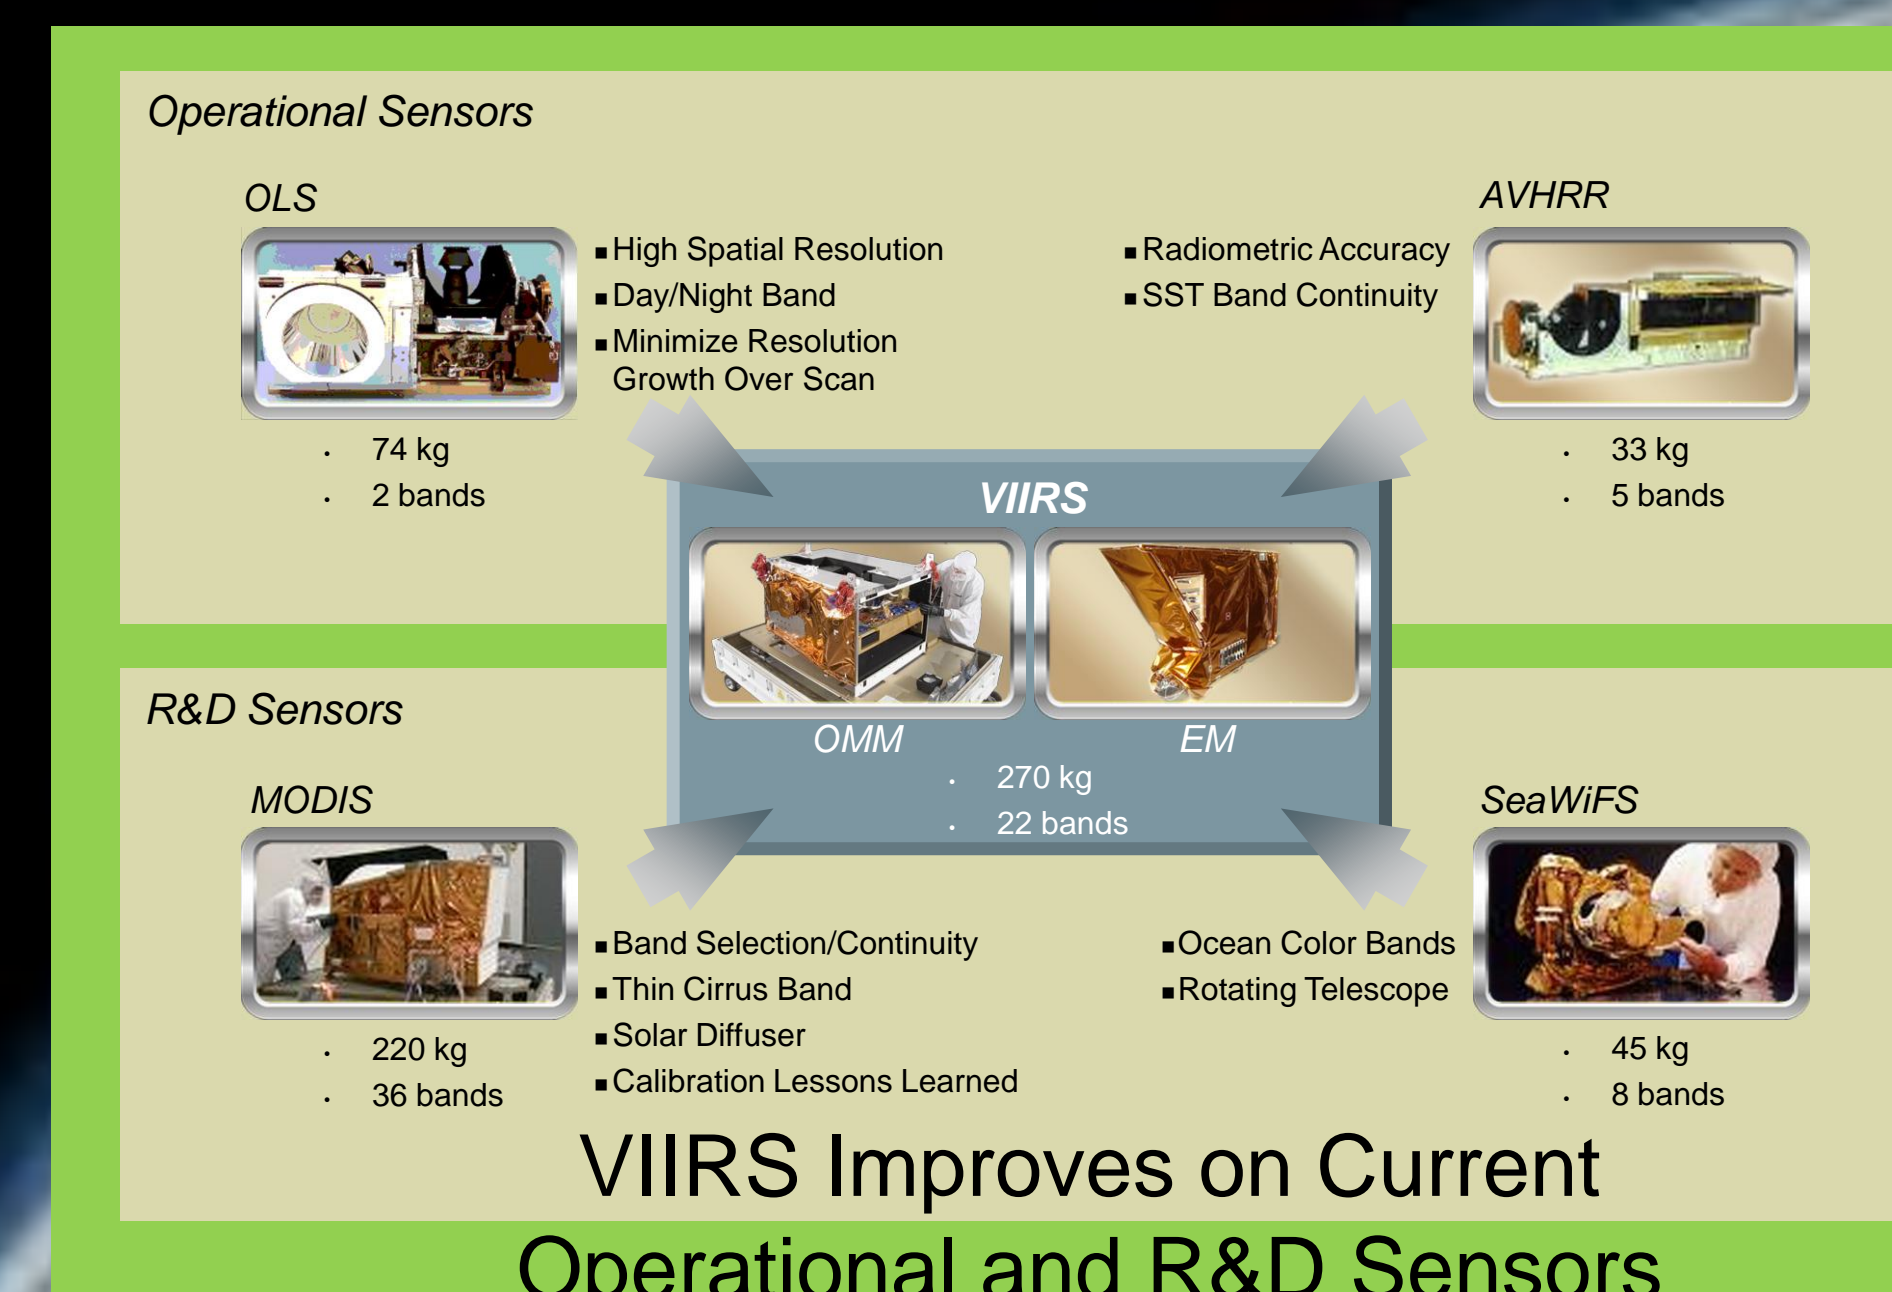 Operational Sensors
OLS
■ High Spatial Resolution
■ Day/Night Band
■ Minimize Resolution
Growth Over Scan
• 74 kg
• 2 bands
AVHRR
■ Radiometric Accuracy
■ SST Band Continuity
• 33 kg
• 5 bands
VIIRS
OMM
EM
• 270 kg
• 22 bands
R&D Sensors
MODIS
■ Band Selection/Continuity
■ Thin Cirrus Band
■ Solar Diffuser
■ Calibration Lessons Learned
• 220 kg
• 36 bands
SeaWiFS
■ Ocean Color Bands
■ Rotating Telescope
• 45 kg
• 8 bands
VIIRS Improves on Current
Operational and R&D Sensors